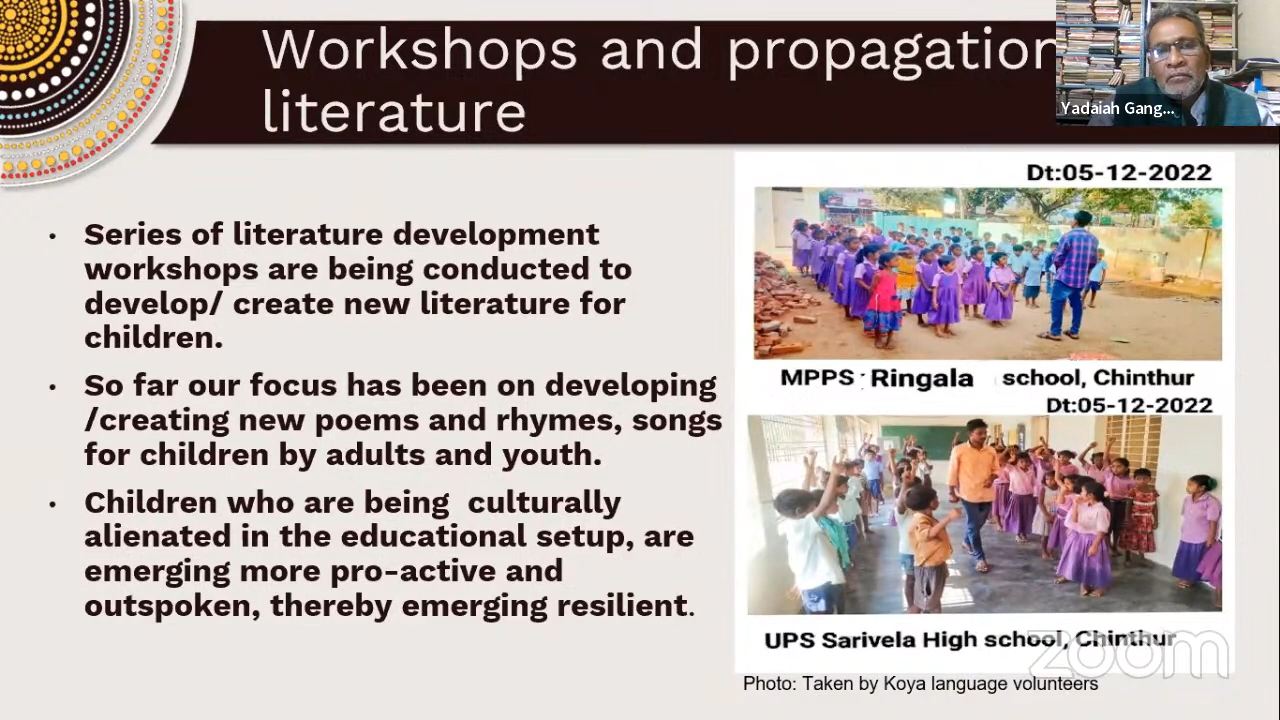 Workshops and propagation
literature
Yadaiah Gang...
• Series of literature development
workshops are being conducted to
develop/ create new literature for
children.
• So far our focus has been on developing
/creating new poems and rhymes, songs
for children by adults and youth.
• Children who are being  culturally
alienated in the educational setup, are
emerging more pro-active and
outspoken, thereby emerging resilient.
Dt:05-12-2022
MPPS : Ringala school, Chinthur
Dt:05-12-2022
UPS Sarivela High school, Chinthur
zoom
Photo: Taken by Koya language volunteers